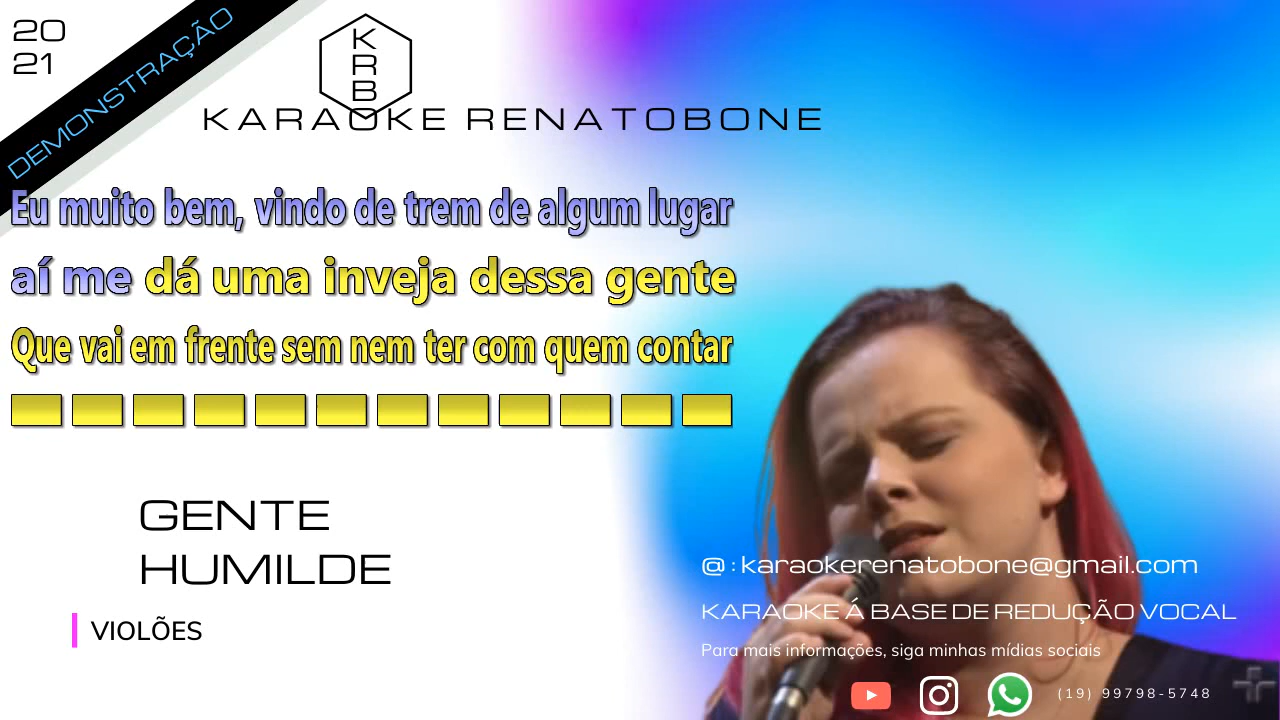 20
21
DEMONSTRAÇÃO
K
R
B
KARAOKE RENATOBONE
Eu muito bem, vindo de trem de algum lugar
aí me dá uma inveja dessa gente
Que vai em frente sem nem ter com quem contar
GENTE
HUMILDE
VIOLÕES
@ : karaokerenatobone@gmail.com
KARAOKE Á BASE DE REDUÇÃO VOCAL
Para mais informações, siga minhas mídias sociais
(19) 99798-5748